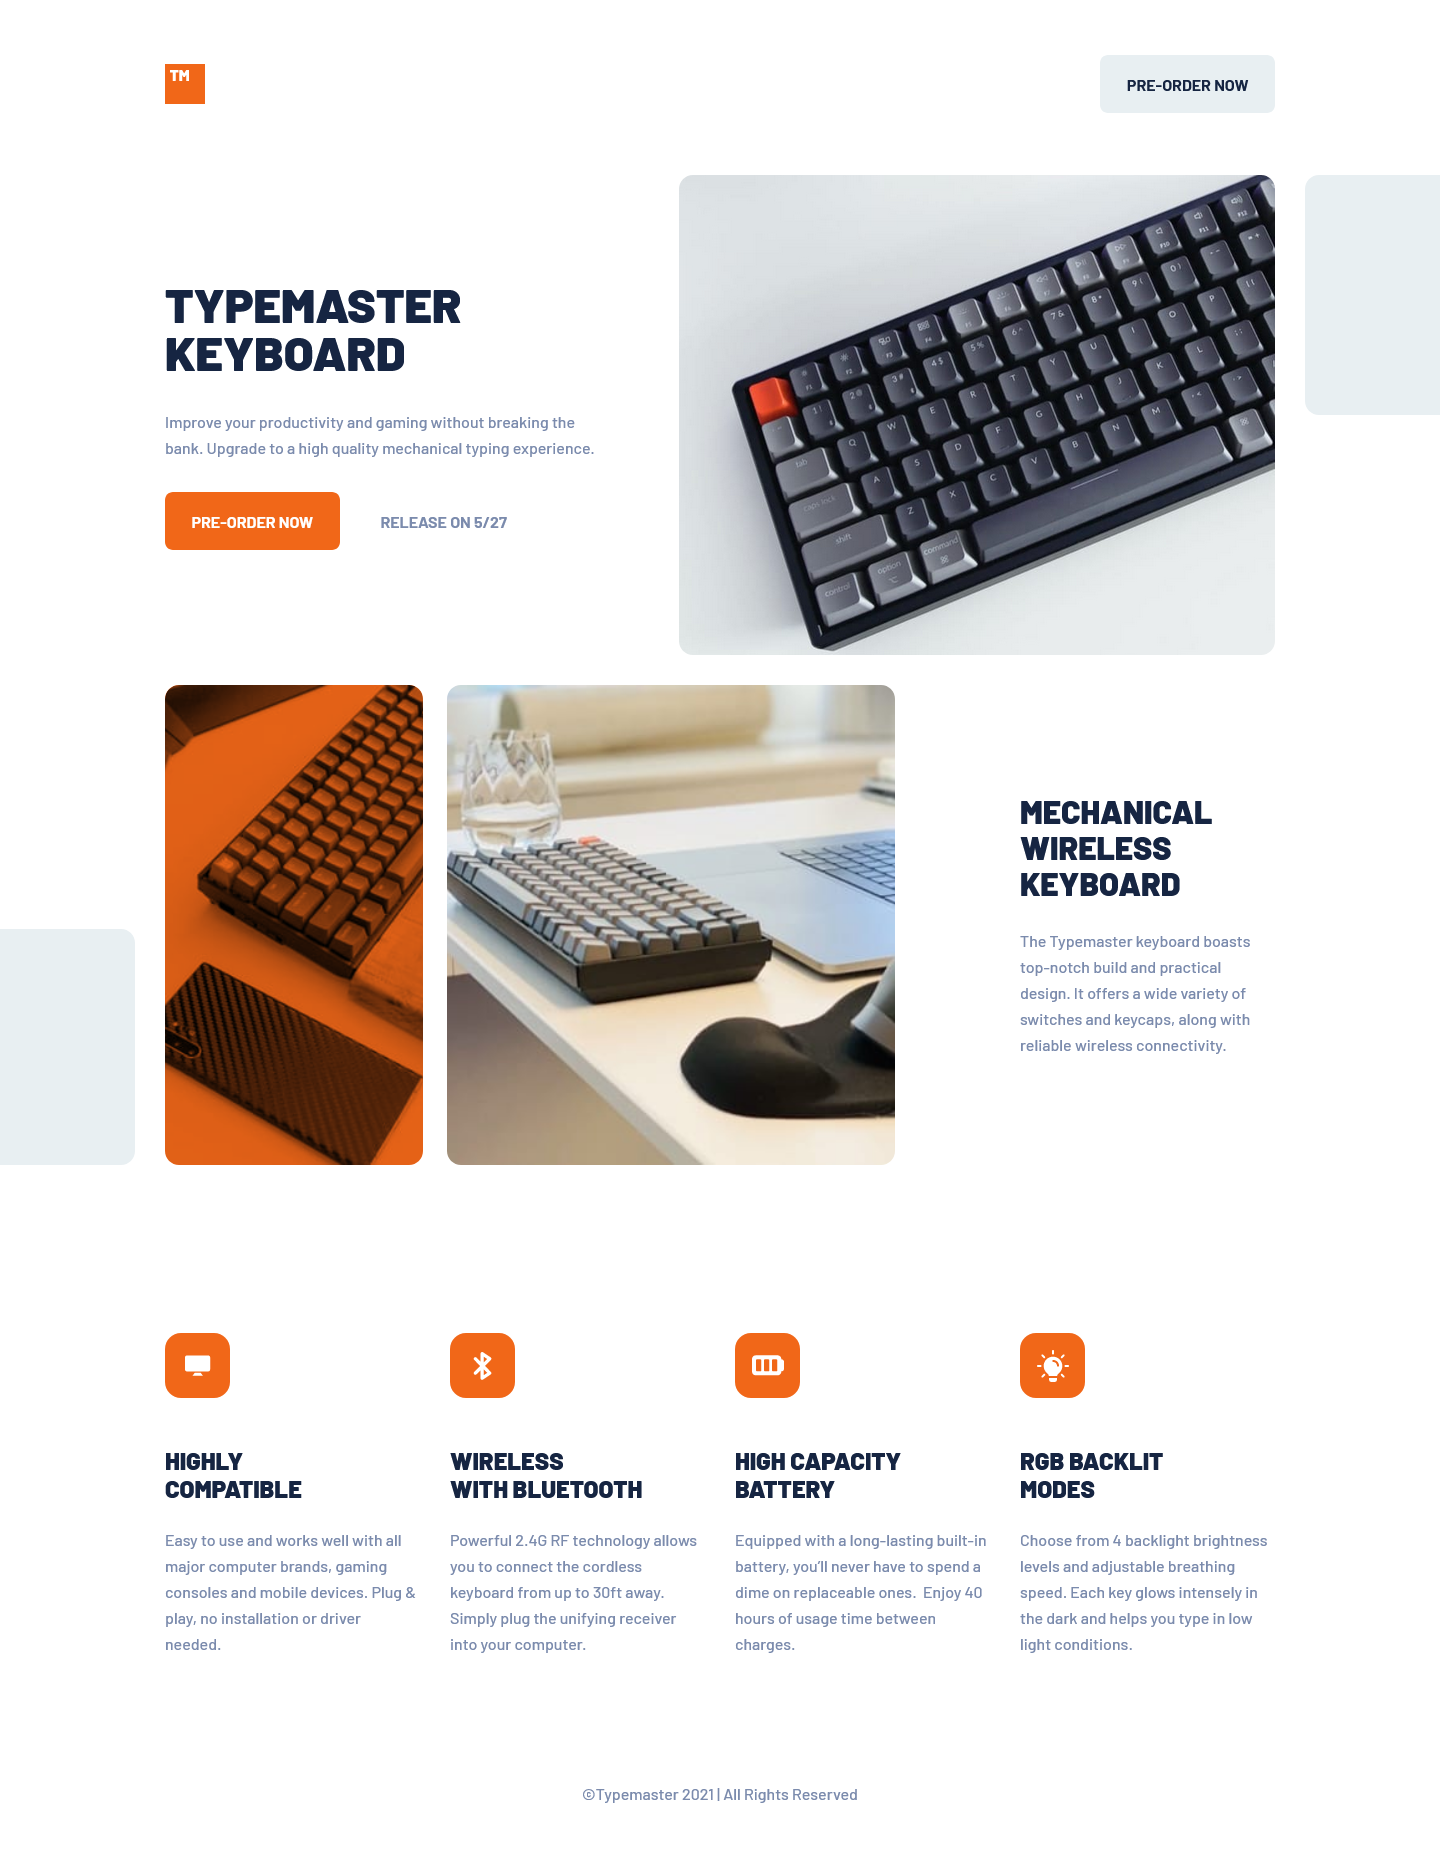 TM
PRE-ORDER NOW
TYPEMASTER
KEYBOARD
Improve your productivity and gaming without breaking the
bank. Upgrade to a high quality mechanical typing experience.
PRE-ORDER NOW
RELEASE ON 5/27
tab
caps lock
shift
control
option
command
MECHANICAL
WIRELESS
KEYBOARD
The Typemaster keyboard boasts
top-notch build and practical
design. It offers a wide variety of
switches and keycaps, along with
reliable wireless connectivity.
HIGHLY
COMPATIBLE
Easy to use and works well with all
major computer brands, gaming
consoles and mobile devices. Plug &
play, no installation or driver
needed.
WIRELESS
WITH BLUETOOTH
Powerful 2.4G RF technology allows
you to connect the cordless
keyboard from up to 30ft away.
Simply plug the unifying receiver
into your computer.
HIGH CAPACITY
BATTERY
Equipped with a long-lasting built-in
battery, you’ll never have to spend a
dime on replaceable ones.  Enjoy 40
hours of usage time between
charges.
RGB BACKLIT
MODES
Choose from 4 backlight brightness
levels and adjustable breathing
speed. Each key glows intensely in
the dark and helps you type in low
light conditions.
©Typemaster 2021 | All Rights Reserved